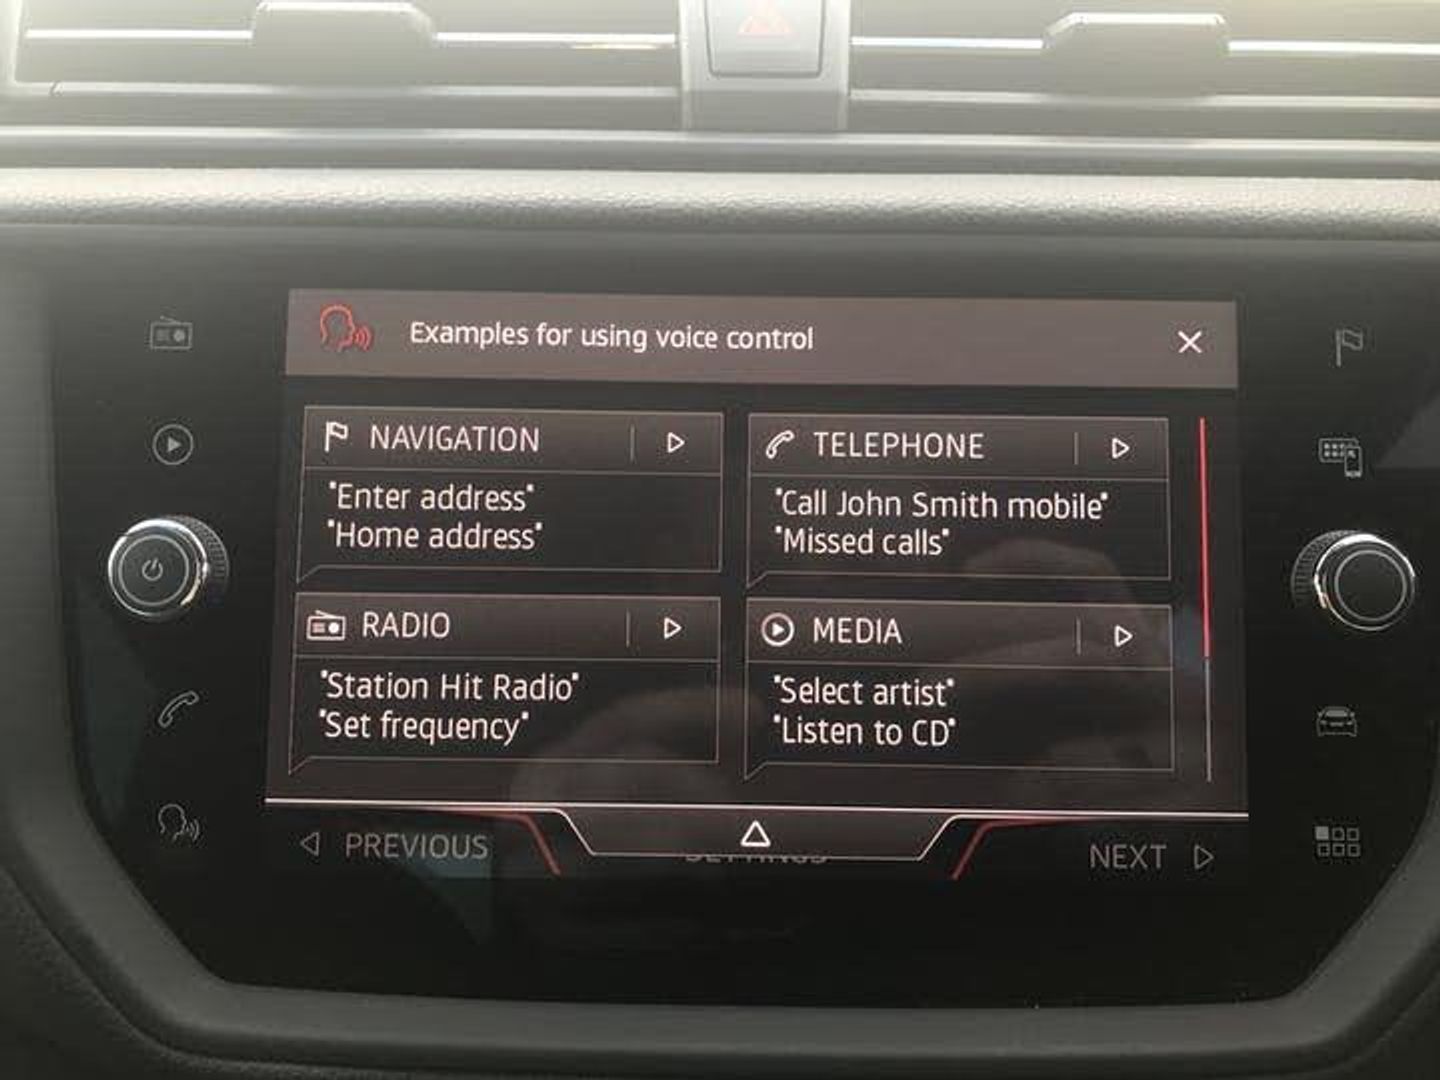 Examples for using voice control
NAVIGATION
"Enter address"
"Home address"
TELEPHONE
"Call John Smith mobile"
"Missed calls"
RADIO
"Station Hit Radio"
"Set frequency"
MEDIA
"Select artist"
"Listen to CD"
PREVIOUS
SETTINGS
NEXT